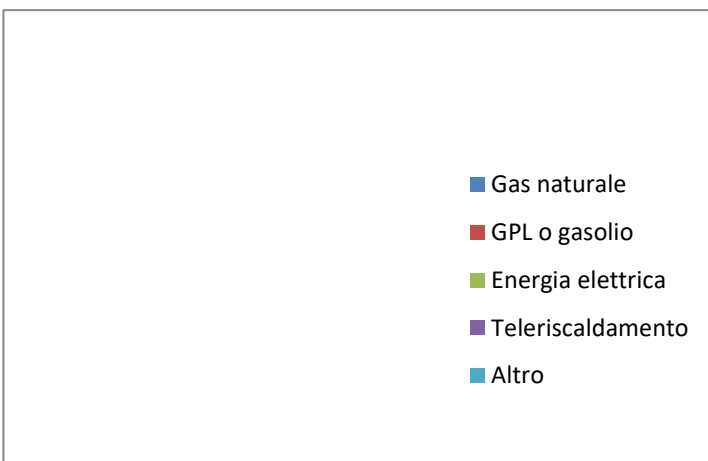 Gas naturale
GPL o gasolio
Energia elettrica
Teleriscaldamento
Altro